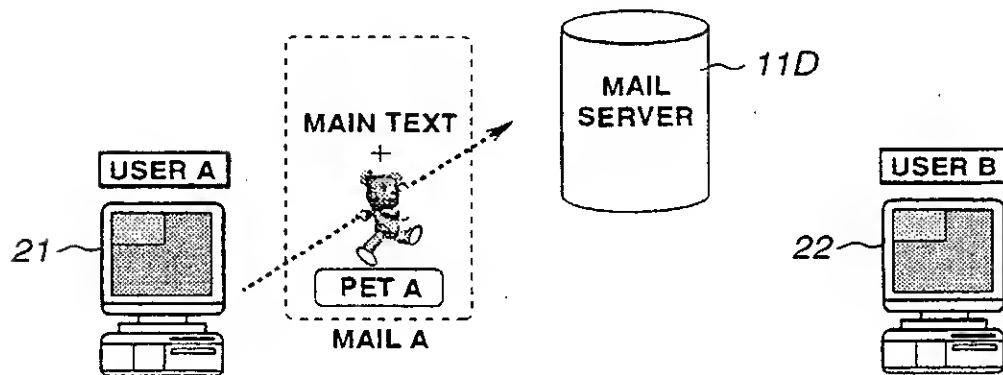 11D
MAIL
SERVER
MAIN TEXT
+
USER A
USER B
21
22
PET A
MAIL A